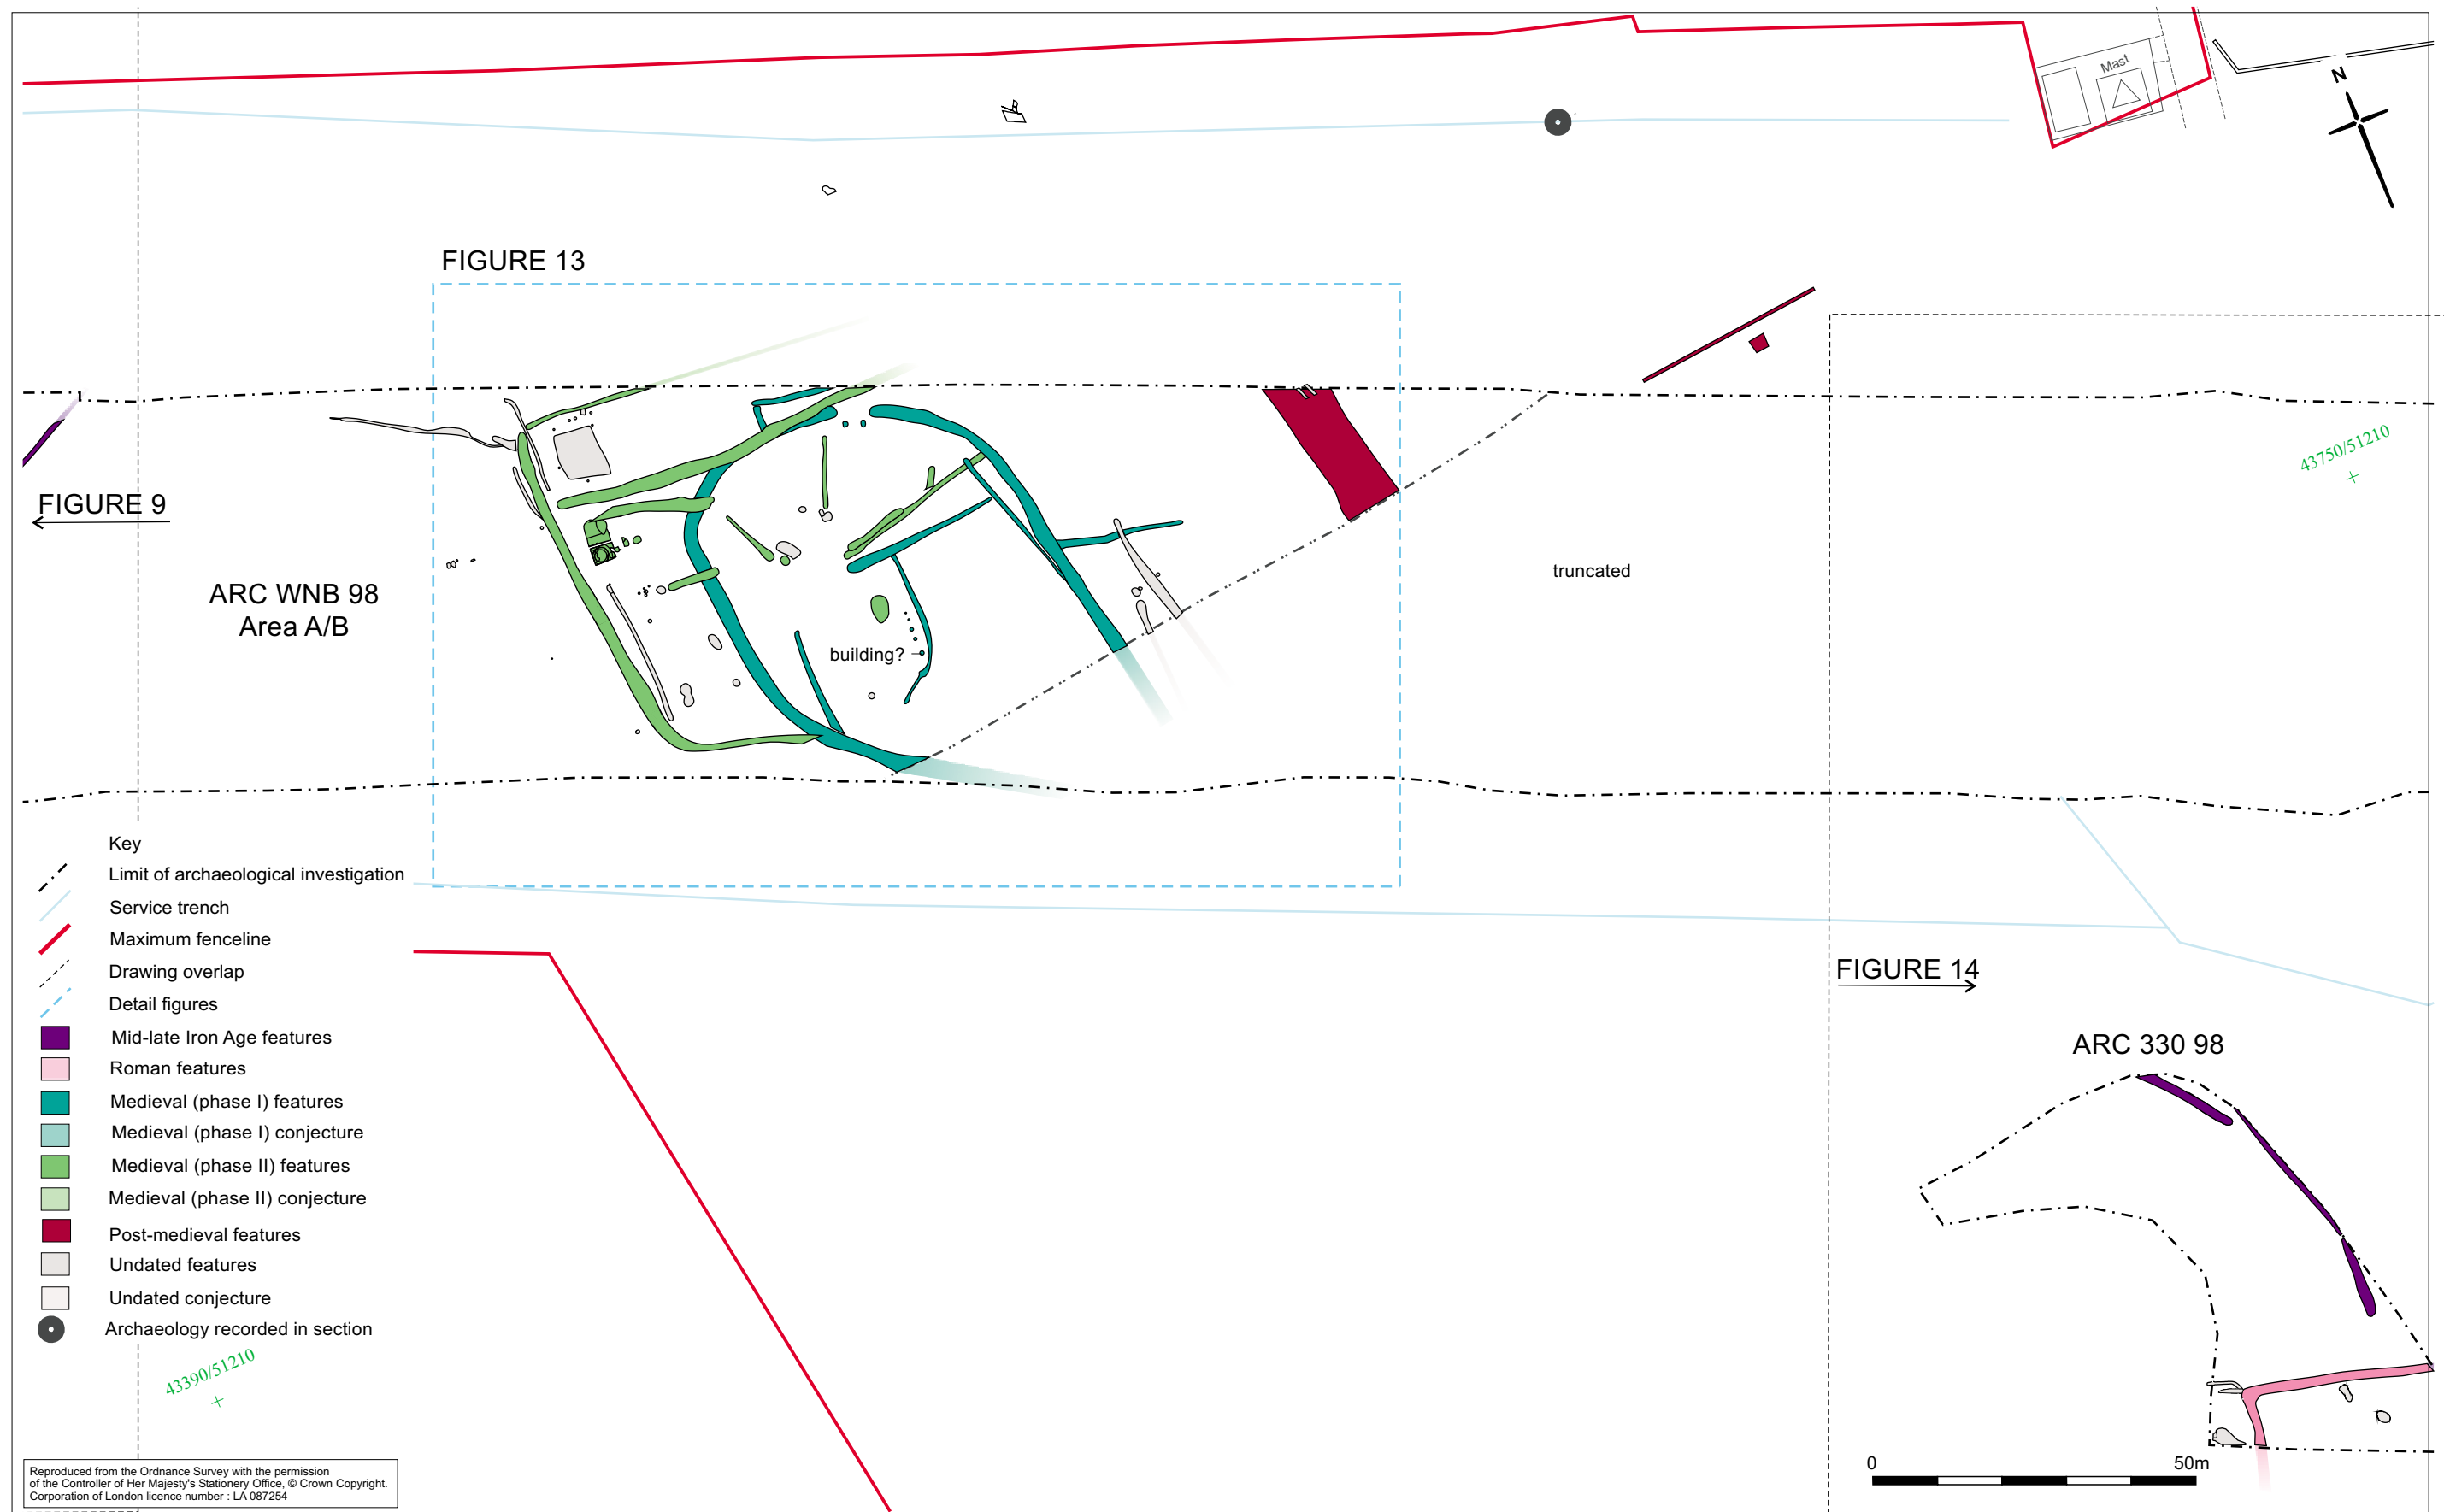 Mast
N
FIGURE 13
43750/51210
FIGURE 9
ARC WNB 98
Area A/B
truncated
building?
Key
Limit of archaeological investigation
Service trench
Maximum fenceline
Drawing overlap
Detail figures
Mid-late Iron Age features
Roman features
Medieval (phase I) features
Medieval (phase I) conjecture
Medieval (phase II) features
Medieval (phase II) conjecture
Post-medieval features
Undated features
Undated conjecture
Archaeology recorded in section
FIGURE 14
ARC 330 98
43390/51210
0 50m
Reproduced from the Ordnance Survey with the permission
of the Controller of Her Majesty's Stationery Office, © Crown Copyright.
Corporation of London licence number : LA 087254